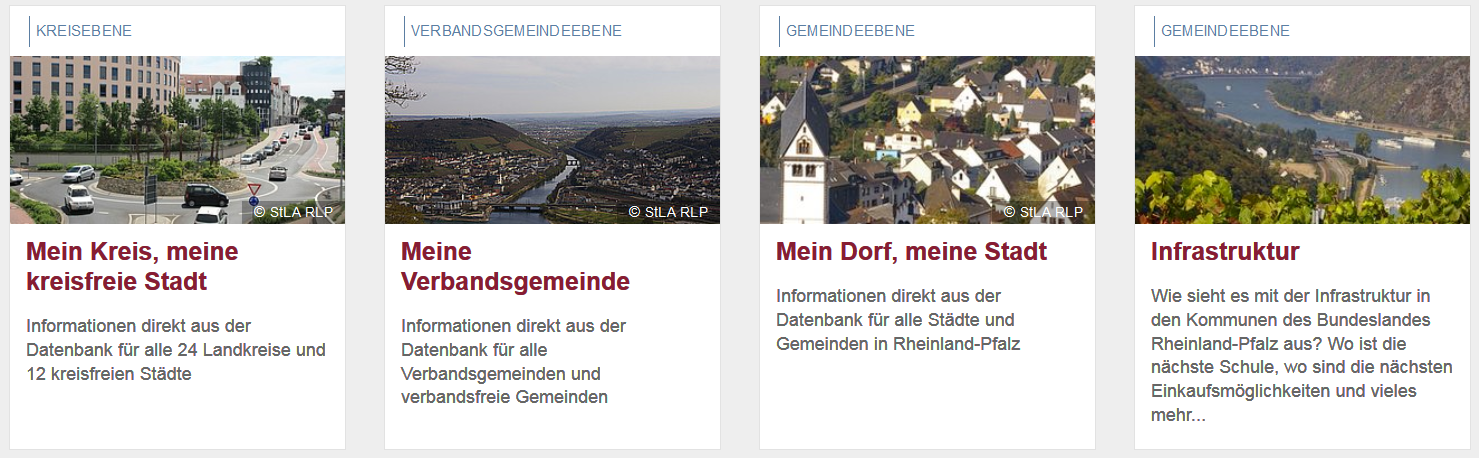 KREISEBENE
© StLA RLP
Mein Kreis, meine
kreisfreie Stadt
Informationen direkt aus der
Datenbank für alle 24 Landkreise und
12 kreisfreien Städte
VERBANDSGEMEINDEEBENE
© StLA RLP
Meine
Verbandsgemeinde
Informationen direkt aus der
Datenbank für alle
Verbandsgemeinden und
verbandsfreie Gemeinden
GEMEINDEEBENE
© StLA RLP
Mein Dorf, meine Stadt
Informationen direkt aus der
Datenbank für alle Städte und
Gemeinden in Rheinland-Pfalz
GEMEINDEEBENE
Infrastruktur
Wie sieht es mit der Infrastruktur in
den Kommunen des Bundeslandes
Rheinland-Pfalz aus? Wo ist die
nächste Schule, wo sind die nächsten
Einkaufsmöglichkeiten und vieles
mehr...